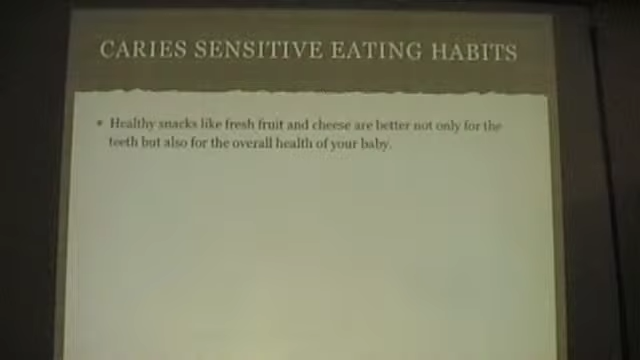 CARIES SENSITIVE EATING HABITS
• Healthy snacks like fresh fruit and cheese are better not only for the
teeth but also for the overall health of your baby.